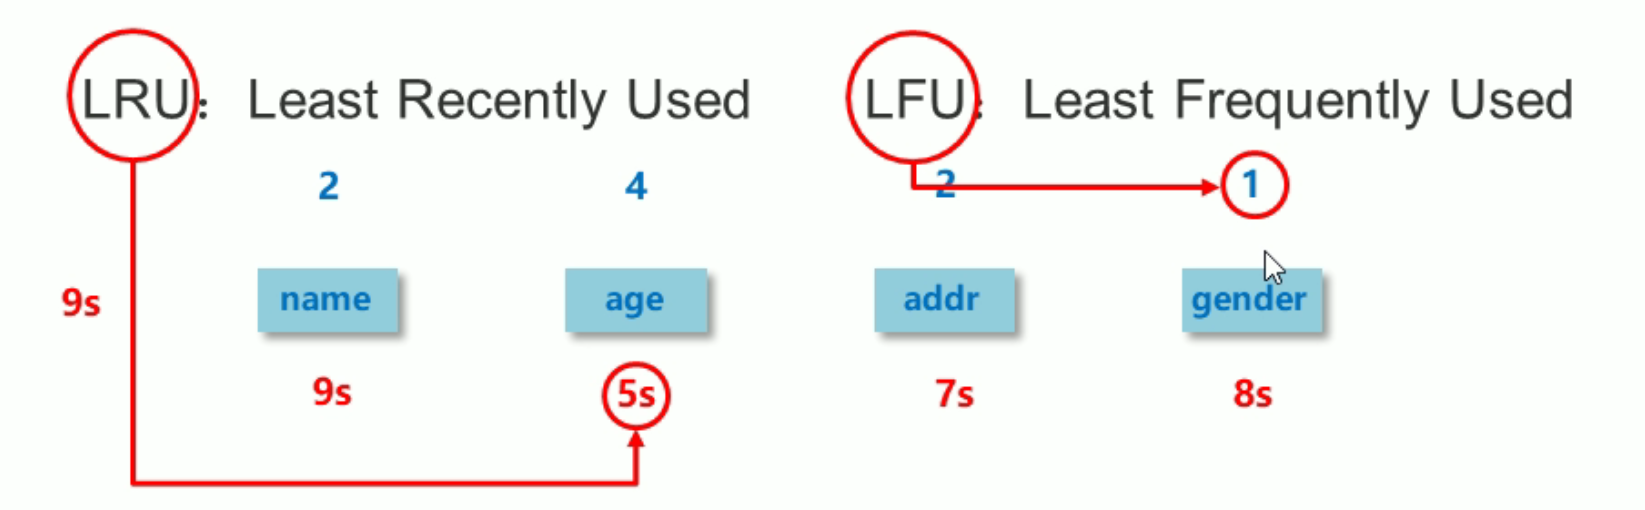 LRU： Least Recently Used LFU： Least Frequently Used
2 4 2 1
9s name age addr gender
9s 5s 7s 8s